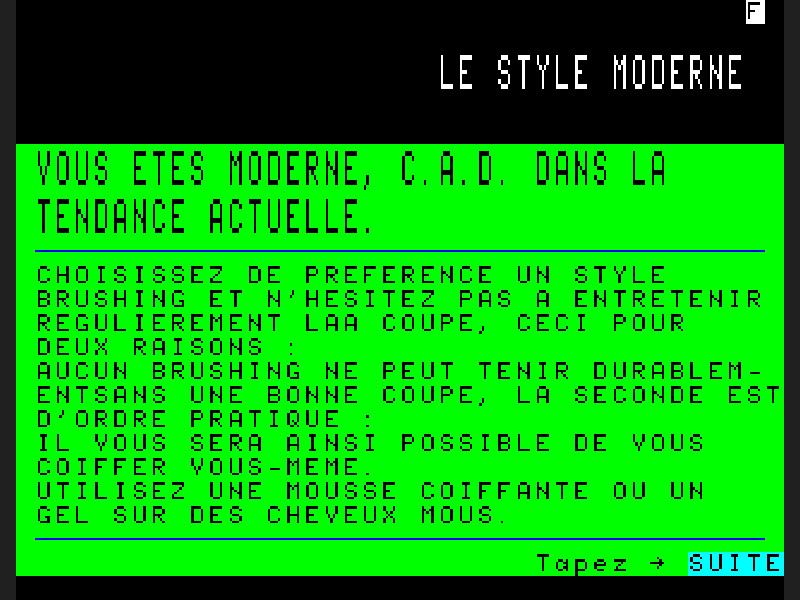 F
LE STYLE MODERNE
VOUS ETES MODERNE, C.A.D. DANS LA
TENDANCE ACTUELLE.
CHOISISSEZ DE PREFERENCE UN STYLE
BRUSHING ET N'HESITEZ PAS A ENTRETENIR
REGULIEREMENT LAA COUPE, CECI POUR
DEUX RAISONS :
AUCUN BRUSHING NE PEUT TENIR DURABLEM-
ENTSANS UNE BONNE COUPE, LA SECONDE EST
D'ORDRE PRATIQUE :
IL VOUS SERA AINSI POSSIBLE DE VOUS
COIFFER VOUS-MEME.
UTILISEZ UNE MOUSSE COIFFANTE OU UN
GEL SUR DES CHEVEUX MOUS.
Tapez → SUITE